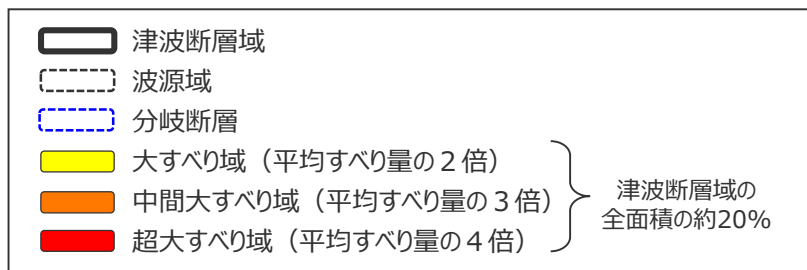 津波断層域
波源域
分岐断層
大すべり域（平均すべり量の２倍）
中間大すべり域（平均すべり量の３倍）
超大すべり域（平均すべり量の４倍）
津波断層域の
全面積の約20%